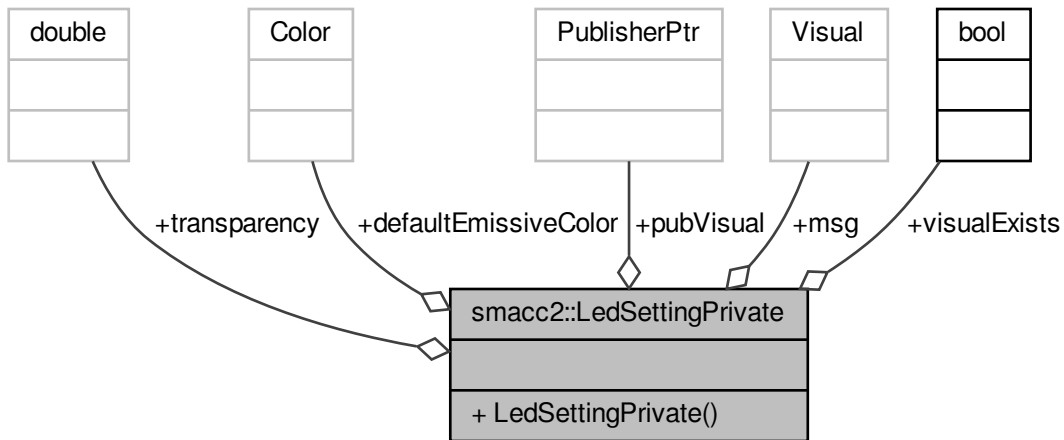 double
Color
PublisherPtr
Visual
bool
+transparency
+defaultEmissiveColor
+pubVisual
+msg
+visualExists
smacc2::LedSettingPrivate
+ LedSettingPrivate()